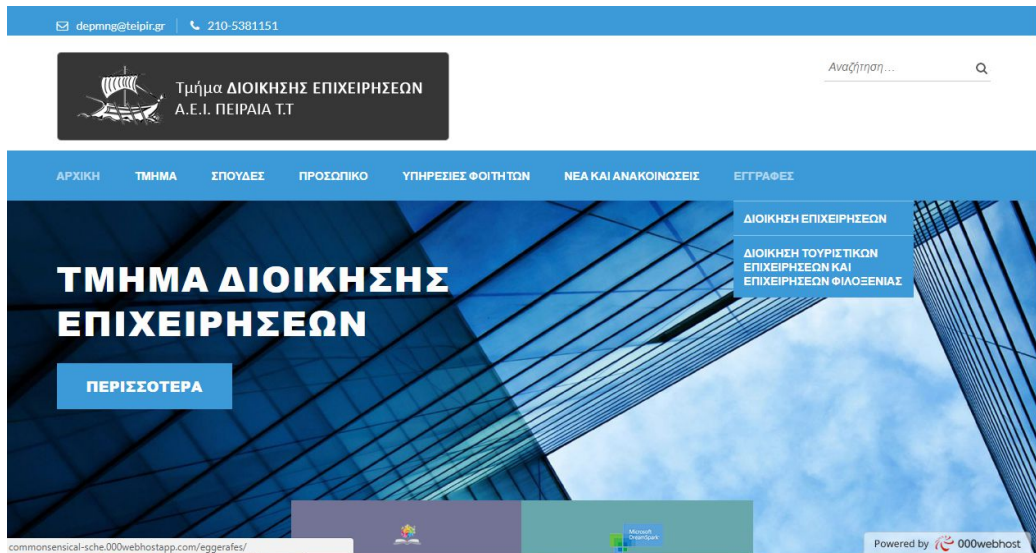 depmng@teipir.gr
210-5381151
Τμήμα ΔΙΟΙΚΗΣΗΣ ΕΠΙΧΕΙΡΗΣΕΩΝ
Α.Ε.Ι. ΠΕΙΡΑΙΑ Τ.Τ
Αναζήτηση...
ΑΡΧΙΚΗ ΤΜΗΜΑ ΣΠΟΥΔΕΣ ΠΡΟΣΩΠΙΚΟ ΥΠΗΡΕΣΙΕΣ ΦΟΙΤΗΤΩΝ ΝΕΑ ΚΑΙ ΑΝΑΚΟΙΝΩΣΕΙΣ ΕΓΓΡΑΦΕΣ
ΔΙΟΙΚΗΣΗ ΕΠΙΧΕΙΡΗΣΕΩΝ
ΔΙΟΙΚΗΣΗ ΤΟΥΡΙΣΤΙΚΩΝ
ΕΠΙΧΕΙΡΗΣΕΩΝ ΚΑΙ
ΕΠΙΧΕΙΡΗΣΕΩΝ ΦΙΛΟΞΕΝΙΑΣ
ΤΜΗΜΑ ΔΙΟΙΚΗΣΗΣ
ΕΠΙΧΕΙΡΗΣΕΩΝ
ΠΕΡΙΣΣΟΤΕΡΑ
Microsoft
DreamSpark
commonsensical-sche.000webhostapp.com/eggerafes/
Powered by 000webhost